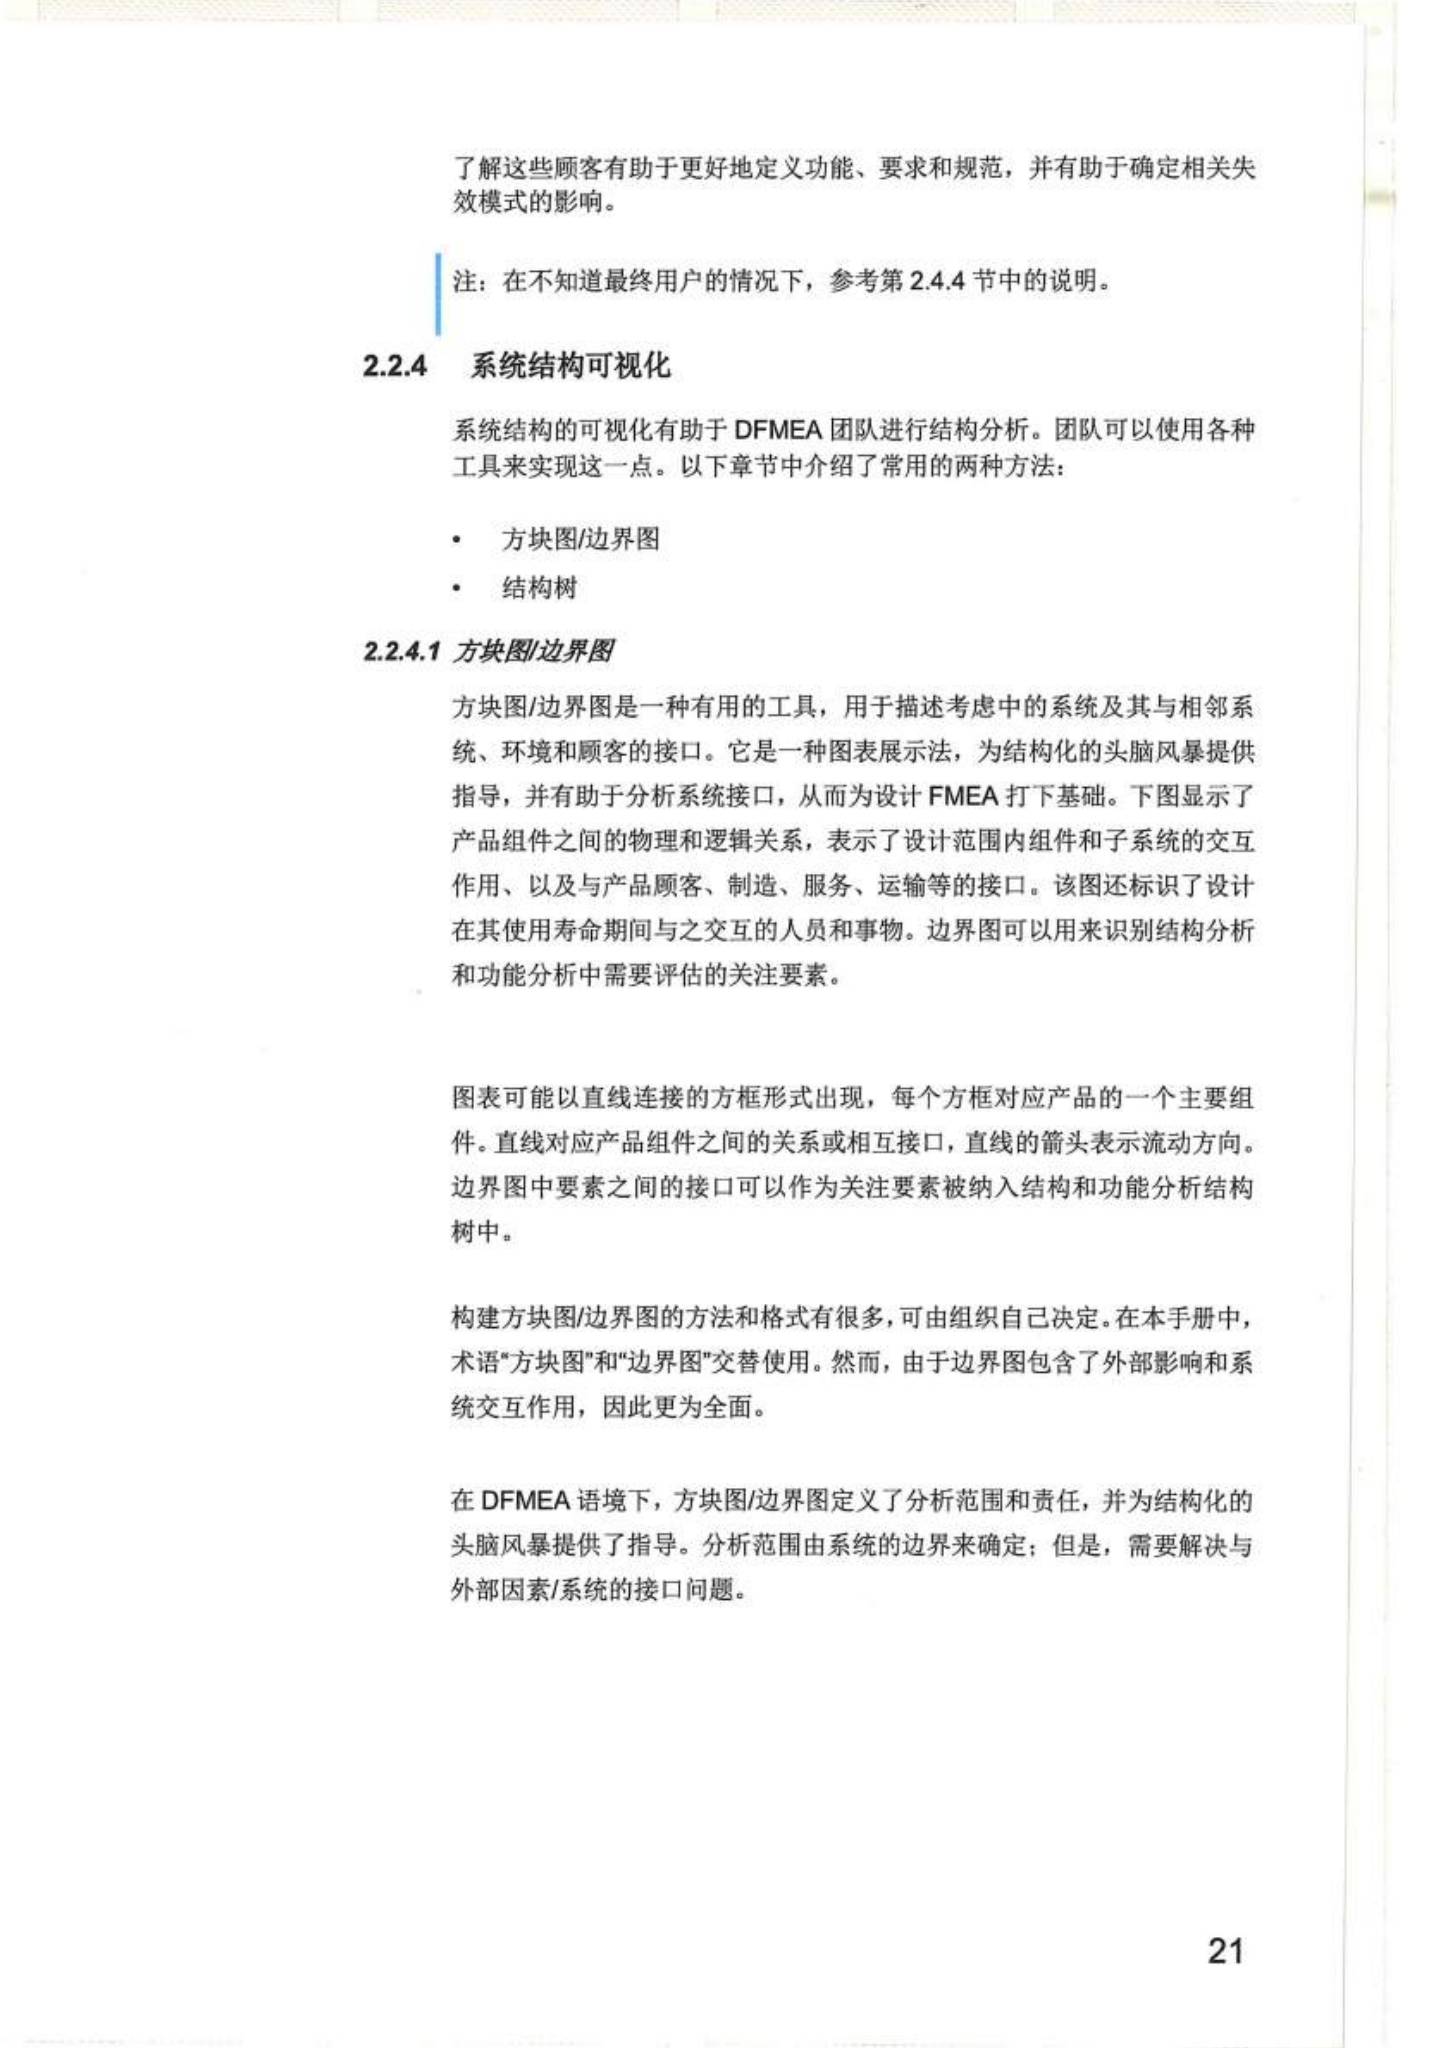 了解这些顾客有助于更好地定义功能、要求和规范，并有助于确定相关失
效模式的影响。
注：在不知道最终用户的情况下，参考第 2.4.4 节中的说明。
2.2.4 系统结构可视化
系统结构的可视化有助于 DFMEA 团队进行结构分析。团队可以使用各种
工具来实现这一点。以下章节中介绍了常用的两种方法：
• 方块图/边界图
• 结构树
2.2.4.1 方块图/边界图
方块图/边界图是一种有用的工具，用于描述考虑中的系统及其与相邻系
统、环境和顾客的接口。它是一种图表展示法，为结构化的头脑风暴提供
指导，并有助于分析系统接口，从而为设计 FMEA 打下基础。下图显示了
产品组件之间的物理和逻辑关系，表示了设计范围内组件和子系统的交互
作用、以及与产品顾客、制造、服务、运输等的接口。该图还标识了设计
在其使用寿命期间与之交互的人员和事物。边界图可以用来识别结构分析
和功能分析中需要评估的关注要素。
图表可能以直线连接的方框形式出现，每个方框对应产品的一个主要组
件。直线对应产品组件之间的关系或相互接口，直线的箭头表示流动方向。
边界图中要素之间的接口可以作为关注要素被纳入结构和功能分析结构
树中。
构建方块图/边界图的方法和格式有很多，可由组织自己决定。在本手册中，
术语“方块图”和“边界图”交替使用。然而，由于边界图包含了外部影响和系
统交互作用，因此更为全面。
在 DFMEA 语境下，方块图/边界图定义了分析范围和责任，并为结构化的
头脑风暴提供了指导。分析范围由系统的边界来确定；但是，需要解决与
外部因素/系统的接口问题。
21